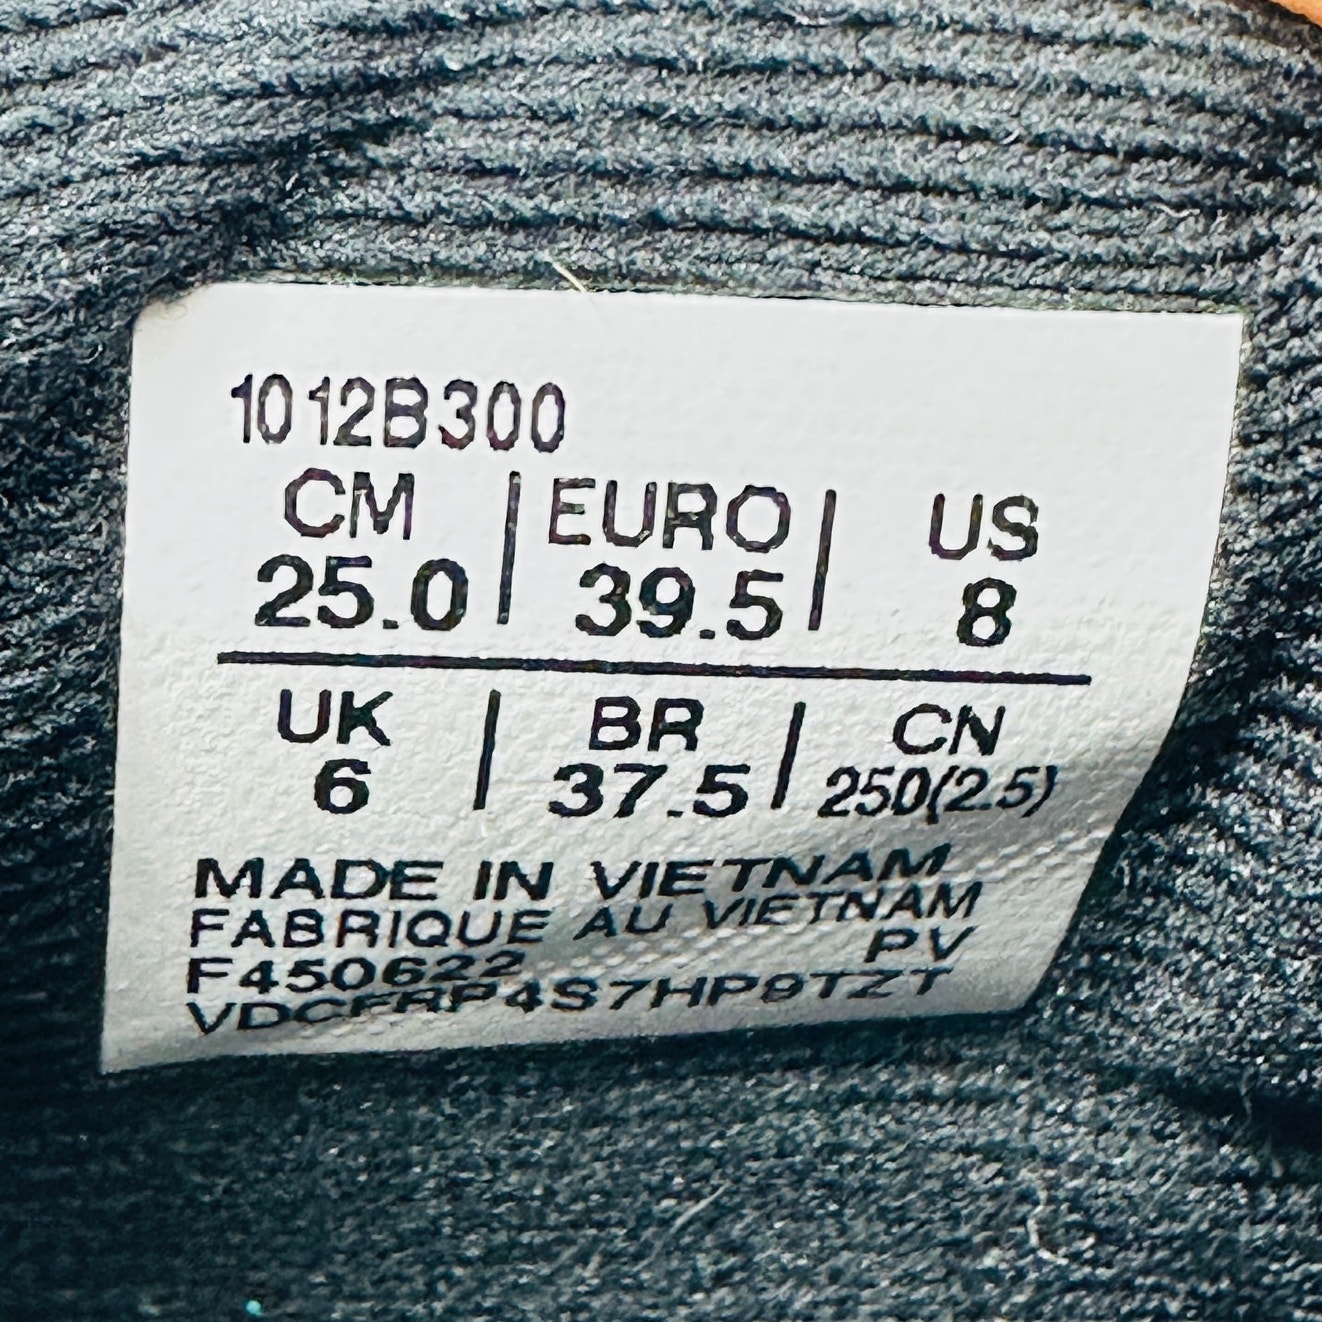 1012B300
CM | EURO | US
25.0 | 39.5 | 8
UK | BR | CN
6 | 37.5 | 250(2.5)
MADE IN VIETNAM
FABRIQUE AU VIETNAM
F450622 PV
VDCFRP4S7HP9TZT